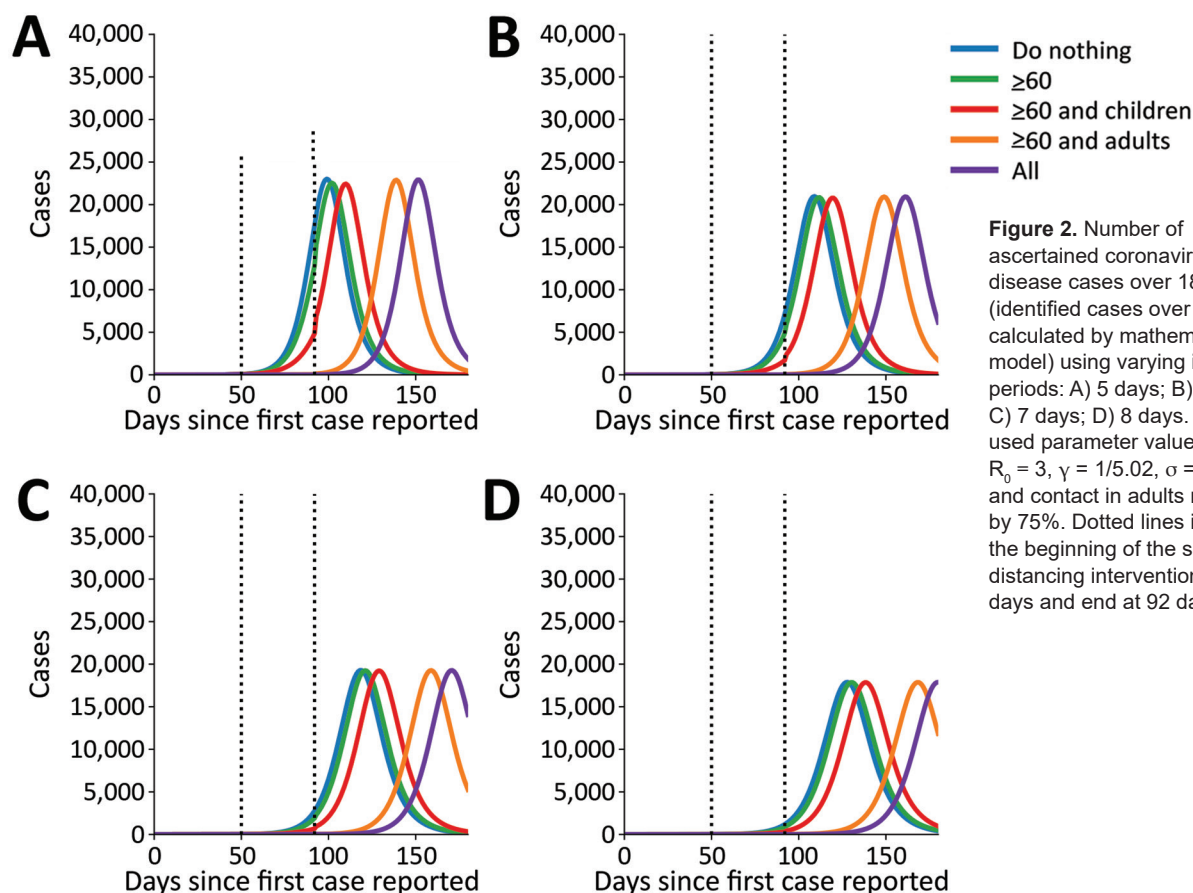 A
40,000
35,000
30,000
25,000
20,000
15,000
10,000
5,000
0
Cases
0 50 100 150
Days since first case reported
B
40,000
35,000
30,000
25,000
20,000
15,000
10,000
5,000
0
Cases
0 50 100 150
Days since first case reported
Do nothing
≥60
≥60 and children
≥60 and adults
All
C
40,000
35,000
30,000
25,000
20,000
15,000
10,000
5,000
0
Cases
0 50 100 150
Days since first case reported
D
40,000
35,000
30,000
25,000
20,000
15,000
10,000
5,000
0
Cases
0 50 100 150
Days since first case reported
Figure 2. Number of
ascertained
disease cases over
(identified cases over
calculated by
model) using varying
periods: A) 5 days; B)
C) 7 days; D) 8 days.
used parameter
R₀ = 3, γ = 1/5.02, σ =
and contact in adults
by 75%. Dotted lines
the beginning of the
distancing
days and end at 92